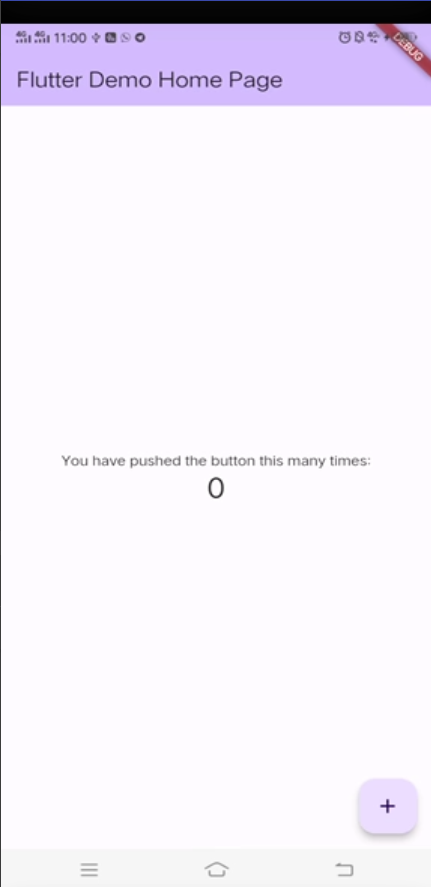 4G 4G 11:00
DEBUG
Flutter Demo Home Page
You have pushed the button this many times:
0
+